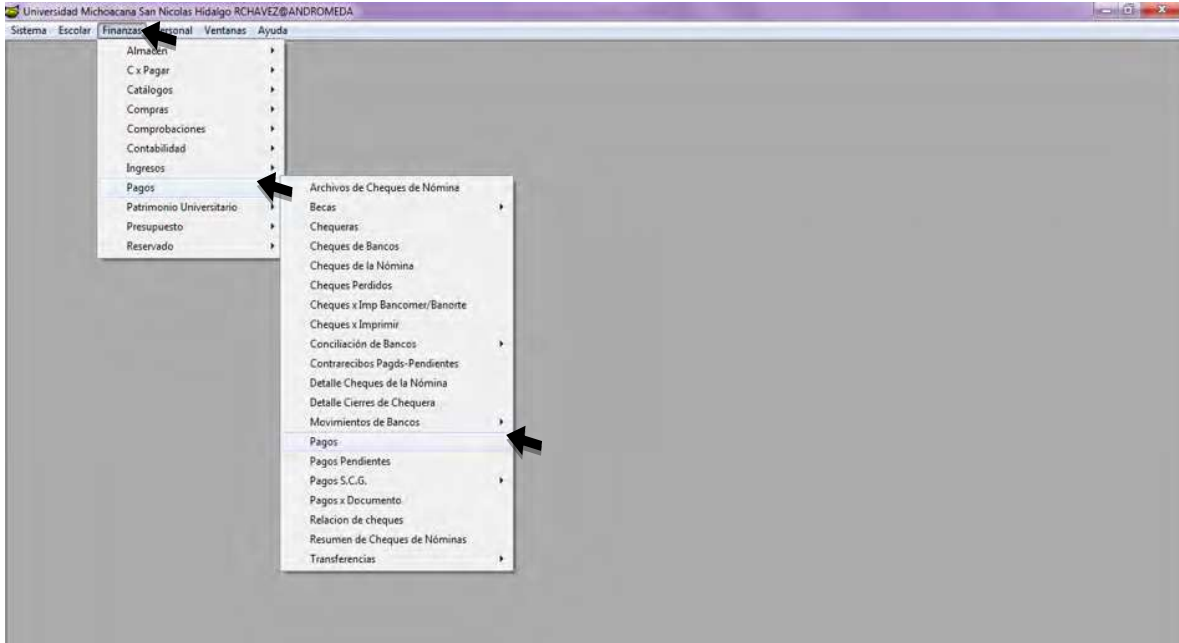 Universidad Michoacana San Nicolas Hidalgo RCHAVEZ@ANDROMEDA
Sistema Escolar Finanzas Personal Ventanas Ayuda
Almacén
C x Pagar
Catálogos
Compras
Comprobaciones
Contabilidad
Ingresos
Pagos
Patrimonio Universitario
Presupuesto
Reservado
Archivos de Cheques de Nómina
Becas
Chequeras
Cheques de Bancos
Cheques de la Nómina
Cheques Perdidos
Cheques x Imp Bancomer/Banorte
Cheques x Imprimir
Conciliación de Bancos
Contrarecibos Pagds-Pendientes
Detalle Cheques de la Nómina
Detalle Cierres de Chequera
Movimientos de Bancos
Pagos
Pagos Pendientes
Pagos S.C.G.
Pagos x Documento
Relacion de cheques
Resumen de Cheques de Nóminas
Transferencias